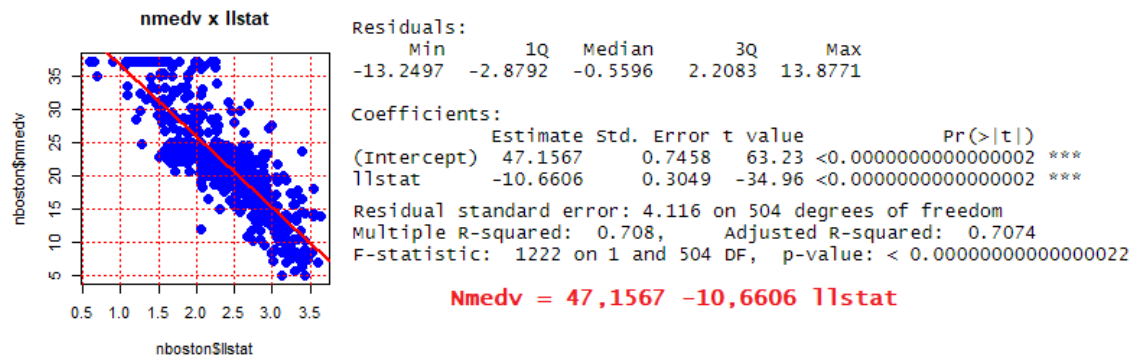 nmedv x llstat
nboston$nmedv
35
30
25
20
15
10
5
0.5 1.0 1.5 2.0 2.5 3.0 3.5
nboston$llstat
Residuals:
Min 1Q Median 3Q Max
-13.2497 -2.8792 -0.5596 2.2083 13.8771
Coefficients:
Estimate Std. Error t value Pr(>|t|)
(Intercept) 47.1567 0.7458 63.23 <0.0000000000000002 ***
llstat -10.6606 0.3049 -34.96 <0.0000000000000002 ***
Residual standard error: 4.116 on 504 degrees of freedom
Multiple R-squared: 0.708, Adjusted R-squared: 0.7074
F-statistic: 1222 on 1 and 504 DF, p-value: < 0.00000000000000022
Nmedv = 47,1567 -10,6606 llstat